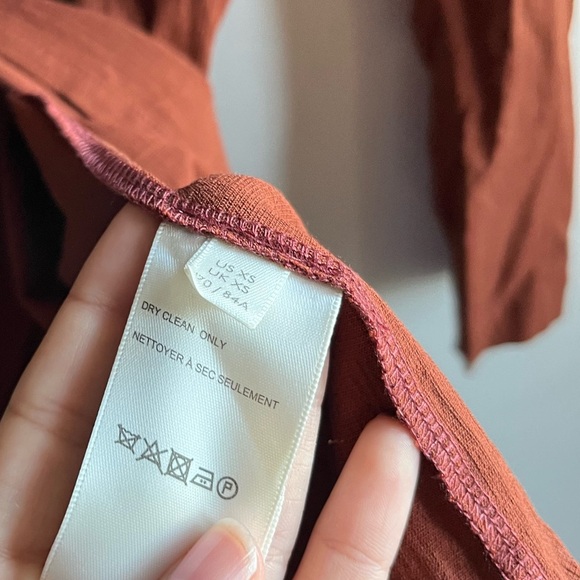 US XS
UK XS
170 / 84A
DRY CLEAN ONLY
NETTOYER À SEC SEULEMENT
P